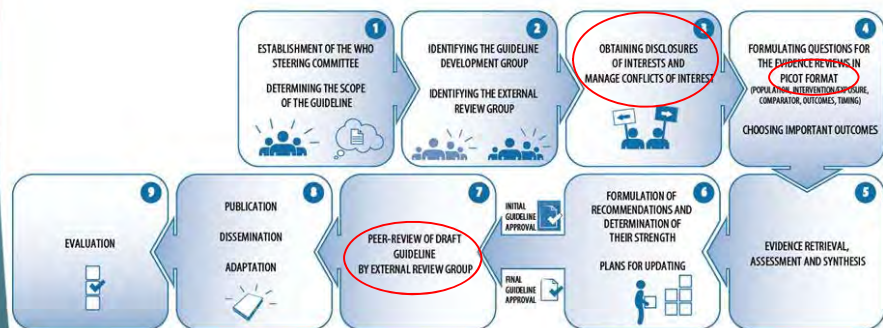 1
ESTABLISHMENT OF THE WHO
STEERING COMMITTEE
DETERMINING THE SCOPE
OF THE GUIDELINE
2
IDENTIFYING THE GUIDELINE
DEVELOPMENT GROUP
IDENTIFYING THE EXTERNAL
REVIEW GROUP
3
OBTAINING DISCLOSURES
OF INTERESTS AND
MANAGE CONFLICTS OF INTEREST
4
FORMULATING QUESTIONS FOR
THE EVIDENCE REVIEWS IN
PICOT FORMAT
(POPULATION, INTERVENTION/EXPOSURE,
COMPARATOR, OUTCOMES, TIMING)
CHOOSING IMPORTANT OUTCOMES
5
EVIDENCE RETRIEVAL,
ASSESSMENT AND SYNTHESIS
6
FORMULATION OF
RECOMMENDATIONS AND
DETERMINATION OF
THEIR STRENGTH
PLANS FOR UPDATING
INITIAL
GUIDELINE
APPROVAL
FINAL
GUIDELINE
APPROVAL
7
PEER-REVIEW OF DRAFT
GUIDELINE
BY EXTERNAL REVIEW GROUP
8
PUBLICATION
DISSEMINATION
ADAPTATION
9
EVALUATION